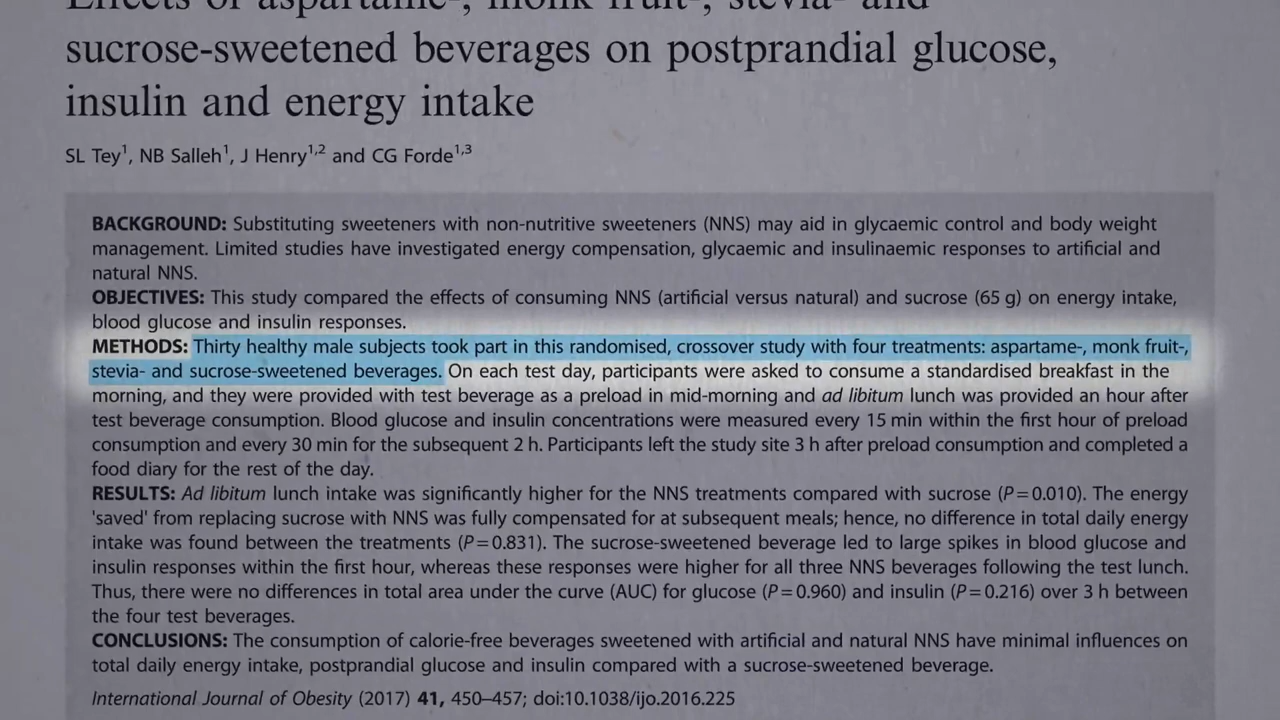 Effects of aspartame-, monk fruit-, stevia- and
sucrose-sweetened beverages on postprandial glucose,
insulin and energy intake
SL Tey1, NB Salleh1, J Henry1,2 and CG Forde1,3
BACKGROUND: Substituting sweeteners with non-nutritive sweeteners (NNS) may aid in glycaemic control and body weight
management. Limited studies have investigated energy compensation, glycaemic and insulinaemic responses to artificial and
natural NNS.
OBJECTIVES: This study compared the effects of consuming NNS (artificial versus natural) and sucrose (65 g) on energy intake,
blood glucose and insulin responses.
METHODS: Thirty healthy male subjects took part in this randomised, crossover study with four treatments: aspartame-, monk fruit-,
stevia- and sucrose-sweetened beverages. On each test day, participants were asked to consume a standardised breakfast in the
morning, and they were provided with test beverage as a preload in mid-morning and ad libitum lunch was provided an hour after
test beverage consumption. Blood glucose and insulin concentrations were measured every 15 min within the first hour of preload
consumption and every 30 min for the subsequent 2 h. Participants left the study site 3 h after preload consumption and completed a
food diary for the rest of the day.
RESULTS: Ad libitum lunch intake was significantly higher for the NNS treatments compared with sucrose (P=0.010). The energy
'saved' from replacing sucrose with NNS was fully compensated for at subsequent meals; hence, no difference in total daily energy
intake was found between the treatments (P=0.831). The sucrose-sweetened beverage led to large spikes in blood glucose and
insulin responses within the first hour, whereas these responses were higher for all three NNS beverages following the test lunch.
Thus, there were no differences in total area under the curve (AUC) for glucose (P=0.960) and insulin (P=0.216) over 3 h between
the four test beverages.
CONCLUSIONS: The consumption of calorie-free beverages sweetened with artificial and natural NNS have minimal influences on
total daily energy intake, postprandial glucose and insulin compared with a sucrose-sweetened beverage.
International Journal of Obesity (2017) 41, 450–457; doi:10.1038/ijo.2016.225